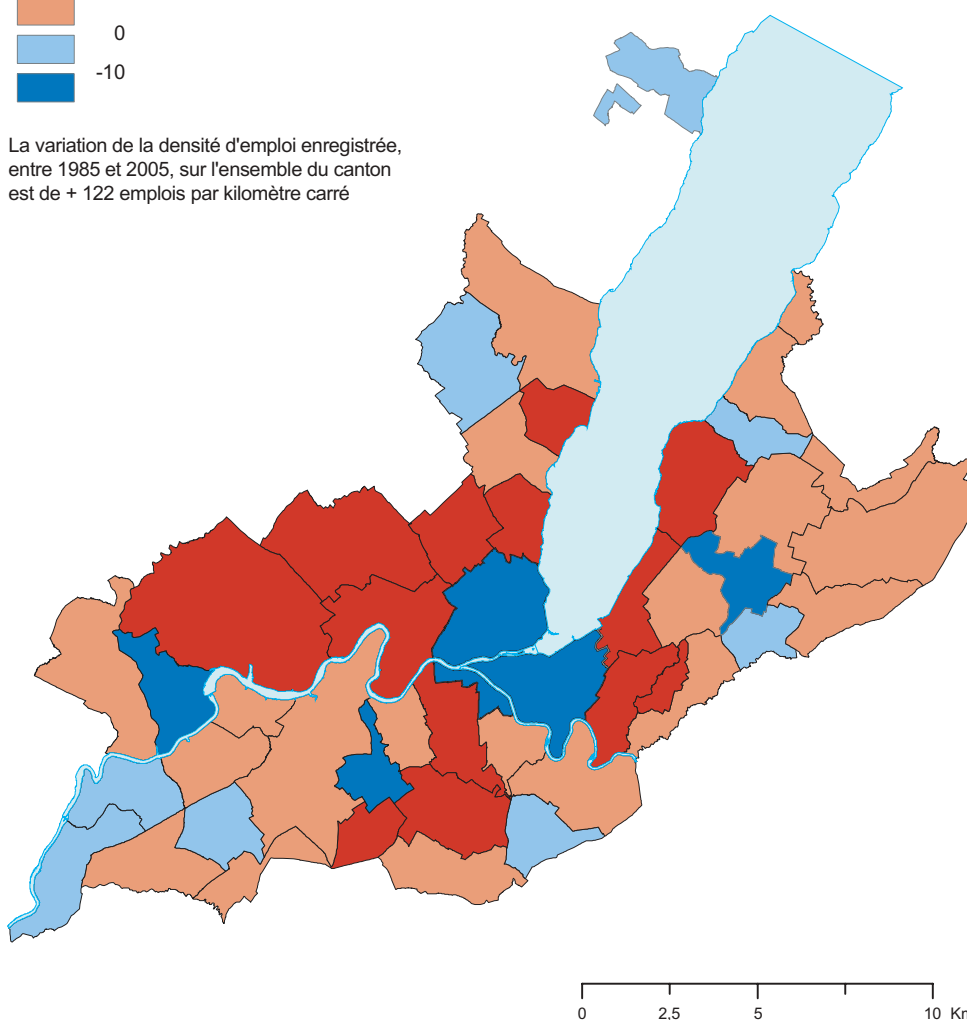 0
-10
La variation de la densité d'emploi enregistrée,
entre 1985 et 2005, sur l'ensemble du canton
est de + 122 emplois par kilomètre carré
0 2,5 5 10 Km